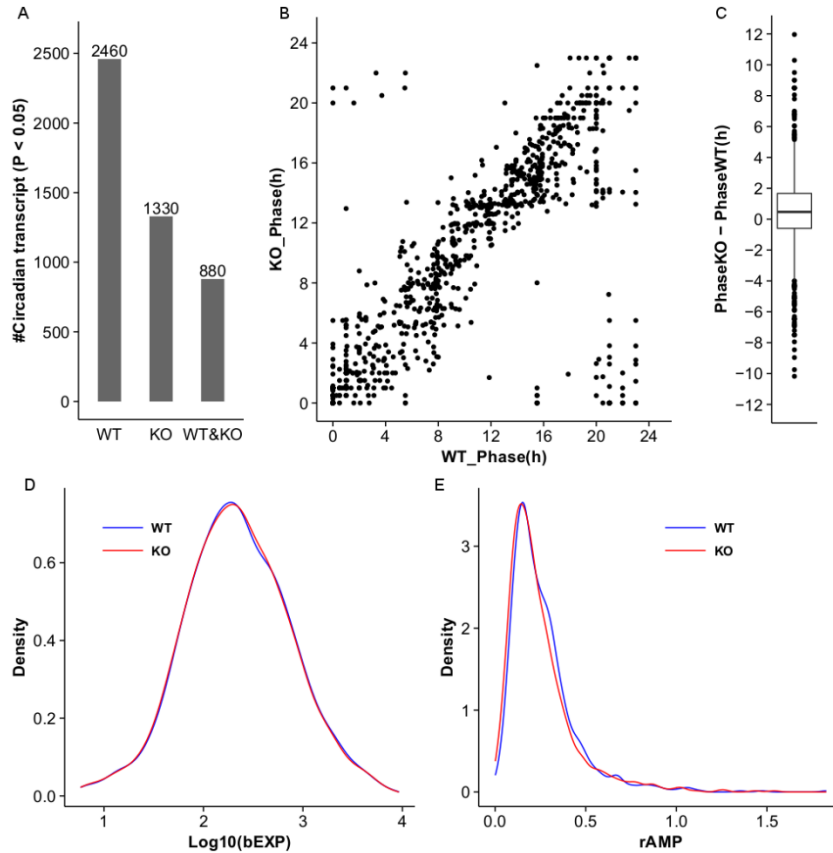 A
#Circadian transcript (P < 0.05)
2500
2000
1500
1000
500
0
2460
1330
880
WT KO WT&KO
B
KO_Phase(h)
24
20
16
12
8
4
0
0 4 8 12 16 20 24
WT_Phase(h)
C
PhaseKO − PhaseWT(h)
12
10
8
6
4
2
0
−2
−4
−6
−8
−10
−12
D
WT
KO
Density
0.6
0.4
0.2
0.0
1 2 3 4
Log10(bEXP)
E
WT
KO
Density
3
2
1
0
0.0 0.5 1.0 1.5
rAMP